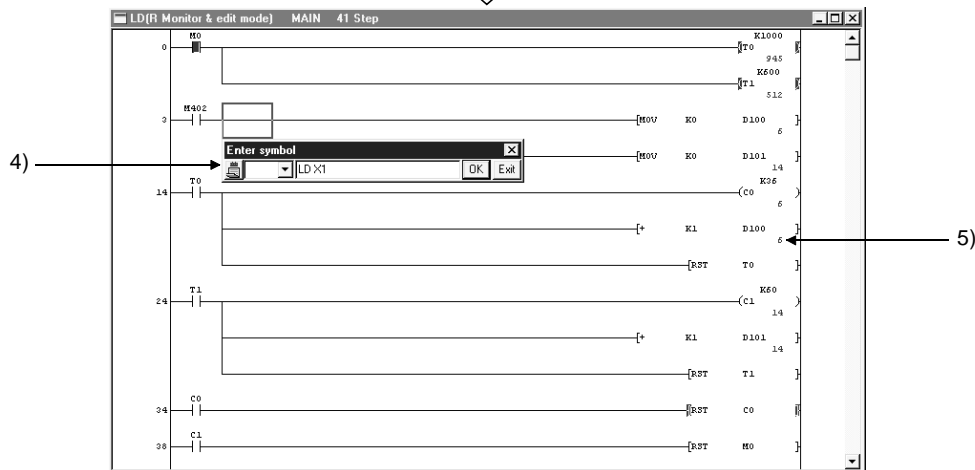 LD(R Monitor & edit mode) MAIN 41 Step
M0 K1000
0 T0
945
K600
T1
512
M402
3 [MOV K0 D100 ]
6
Enter symbol
4) LD X1 OK Exit
[MOV K0 D101 ]
14
T0 K36
14 (C0 )
6
[+ K1 D100 ]
6 5)
[RST T0 ]
T1 K60
24 (C1 )
14
[+ K1 D101 ]
14
[RST T1 ]
C0
34 [RST C0 ]
C1
38 [RST M0 ]